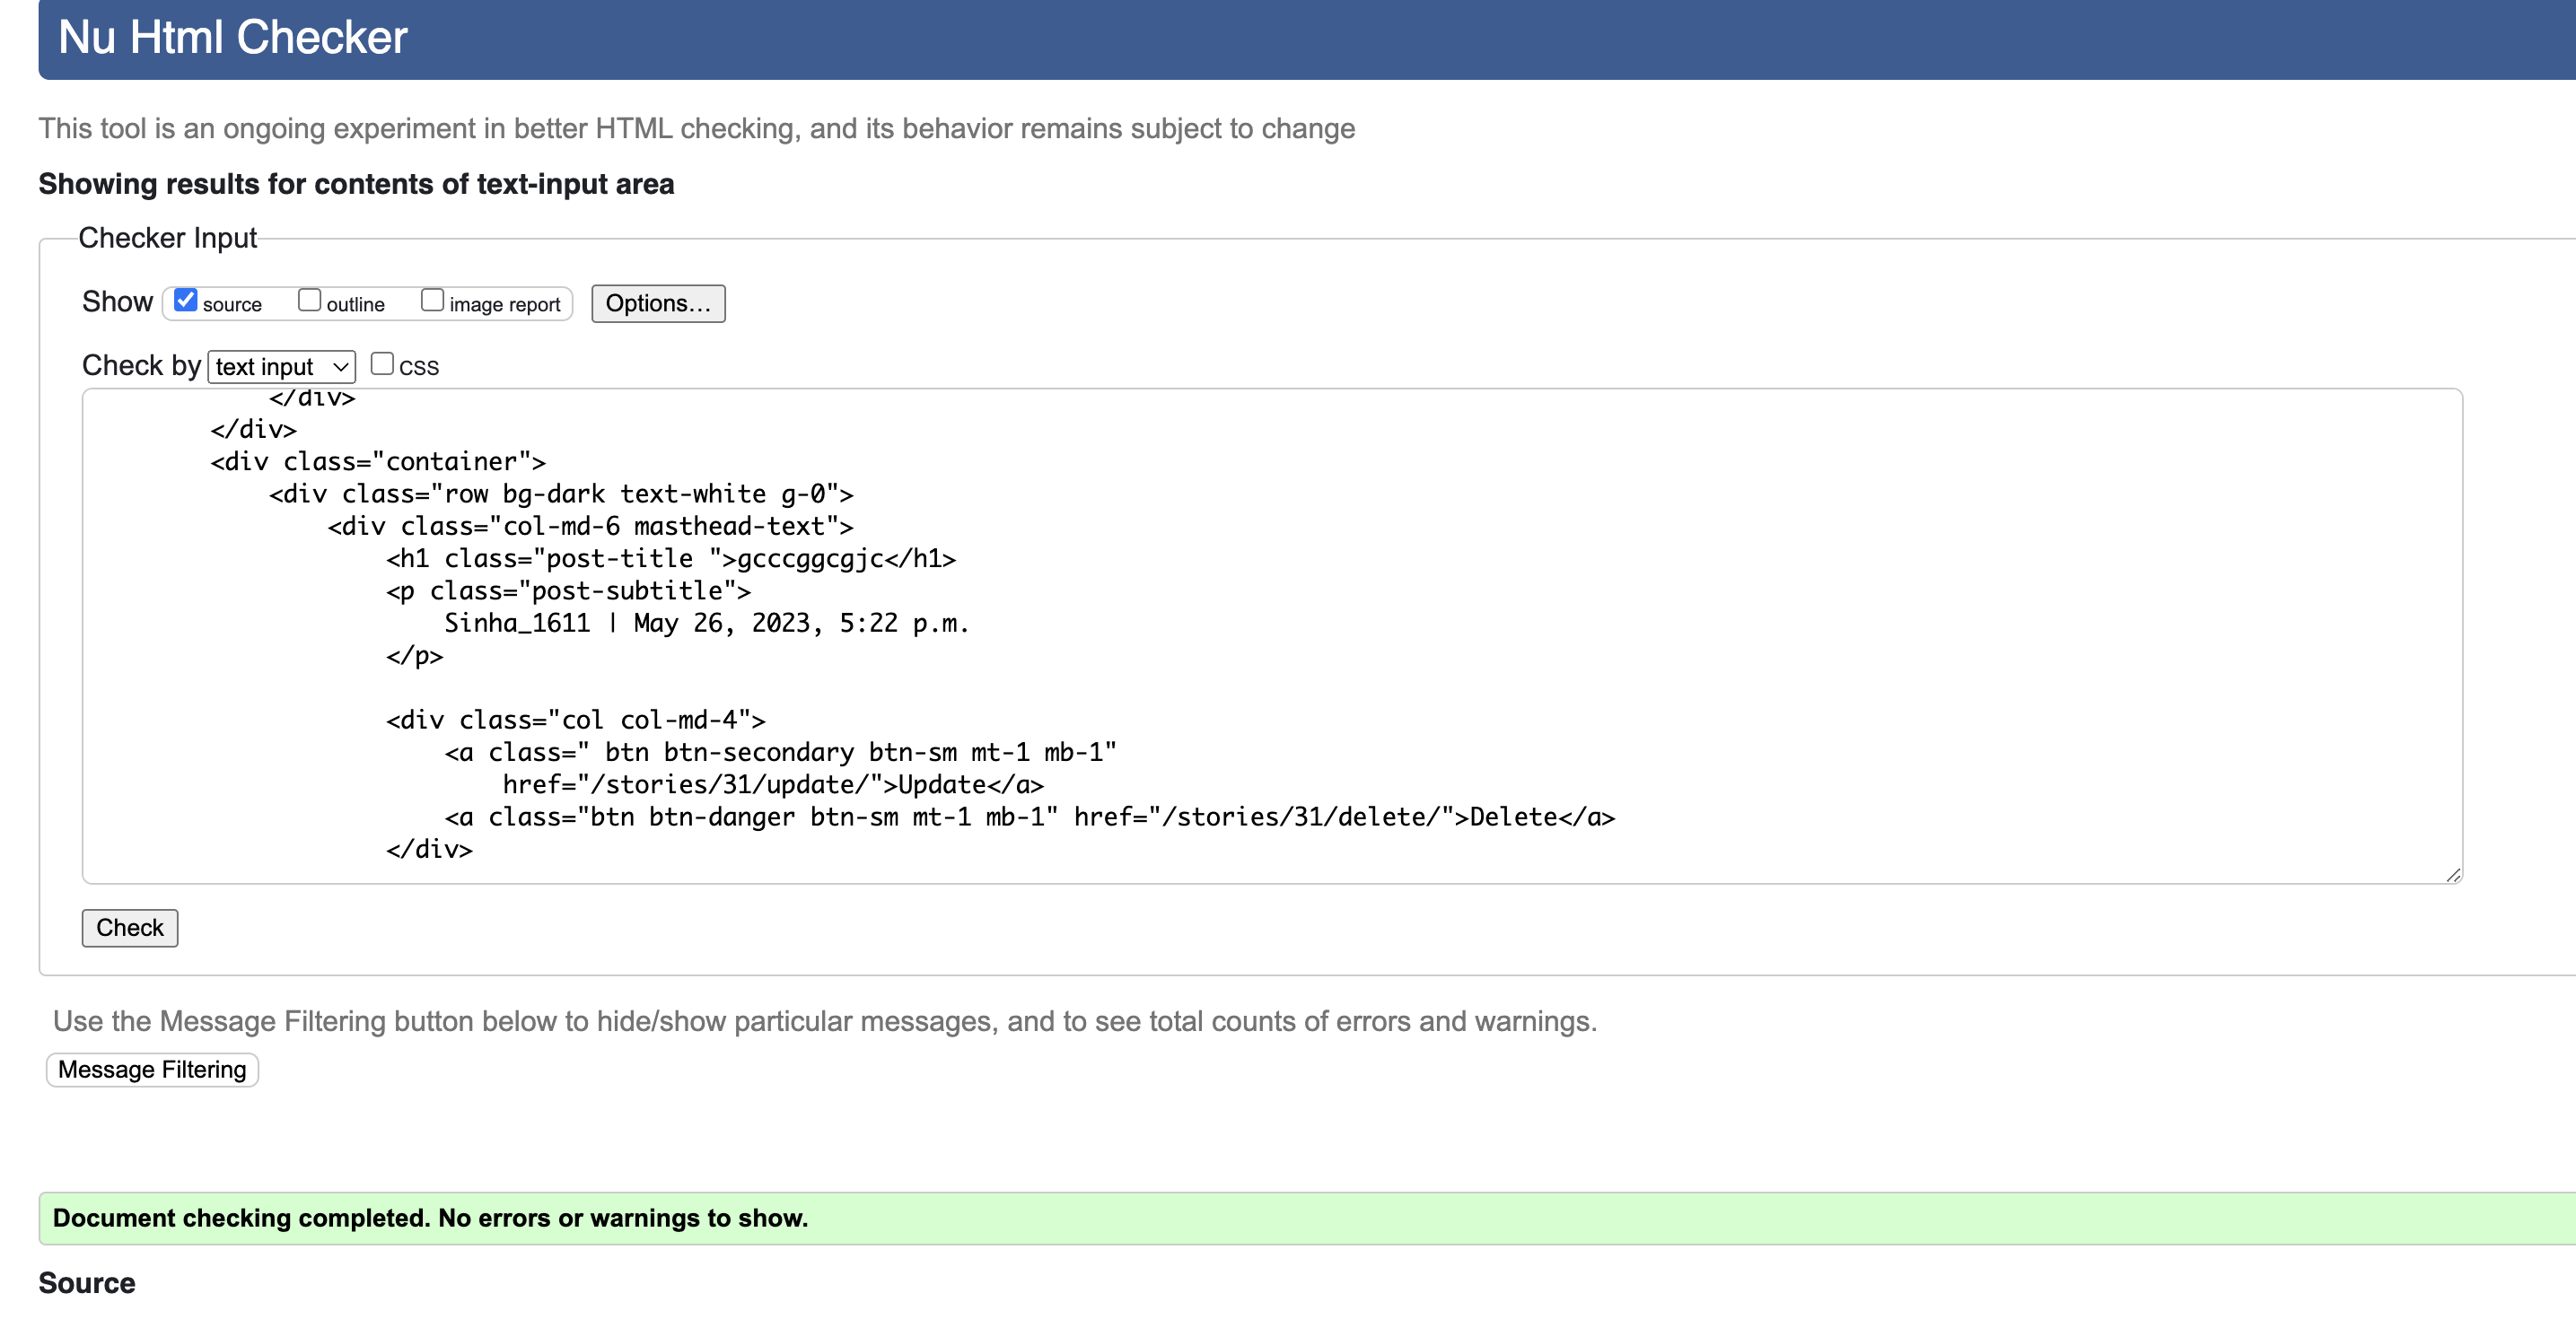 Nu Html Checker
This tool is an ongoing experiment in better HTML checking, and its behavior remains subject to change
Showing results for contents of text-input area
Checker Input
Show source outline image report Options...
Check by text input css
</div>
</div>
<div class="container">
<div class="row bg-dark text-white g-0">
<div class="col-md-6 masthead-text">
<h1 class="post-title ">gcccggcgjc</h1>
<p class="post-subtitle">
Sinha_1611 | May 26, 2023, 5:22 p.m.
</p>
<div class="col col-md-4">
<a class=" btn btn-secondary btn-sm mt-1 mb-1"
href="/stories/31/update/">Update</a>
<a class="btn btn-danger btn-sm mt-1 mb-1" href="/stories/31/delete/">Delete</a>
</div>
Check
Use the Message Filtering button below to hide/show particular messages, and to see total counts of errors and warnings.
Message Filtering
Document checking completed. No errors or warnings to show.
Source